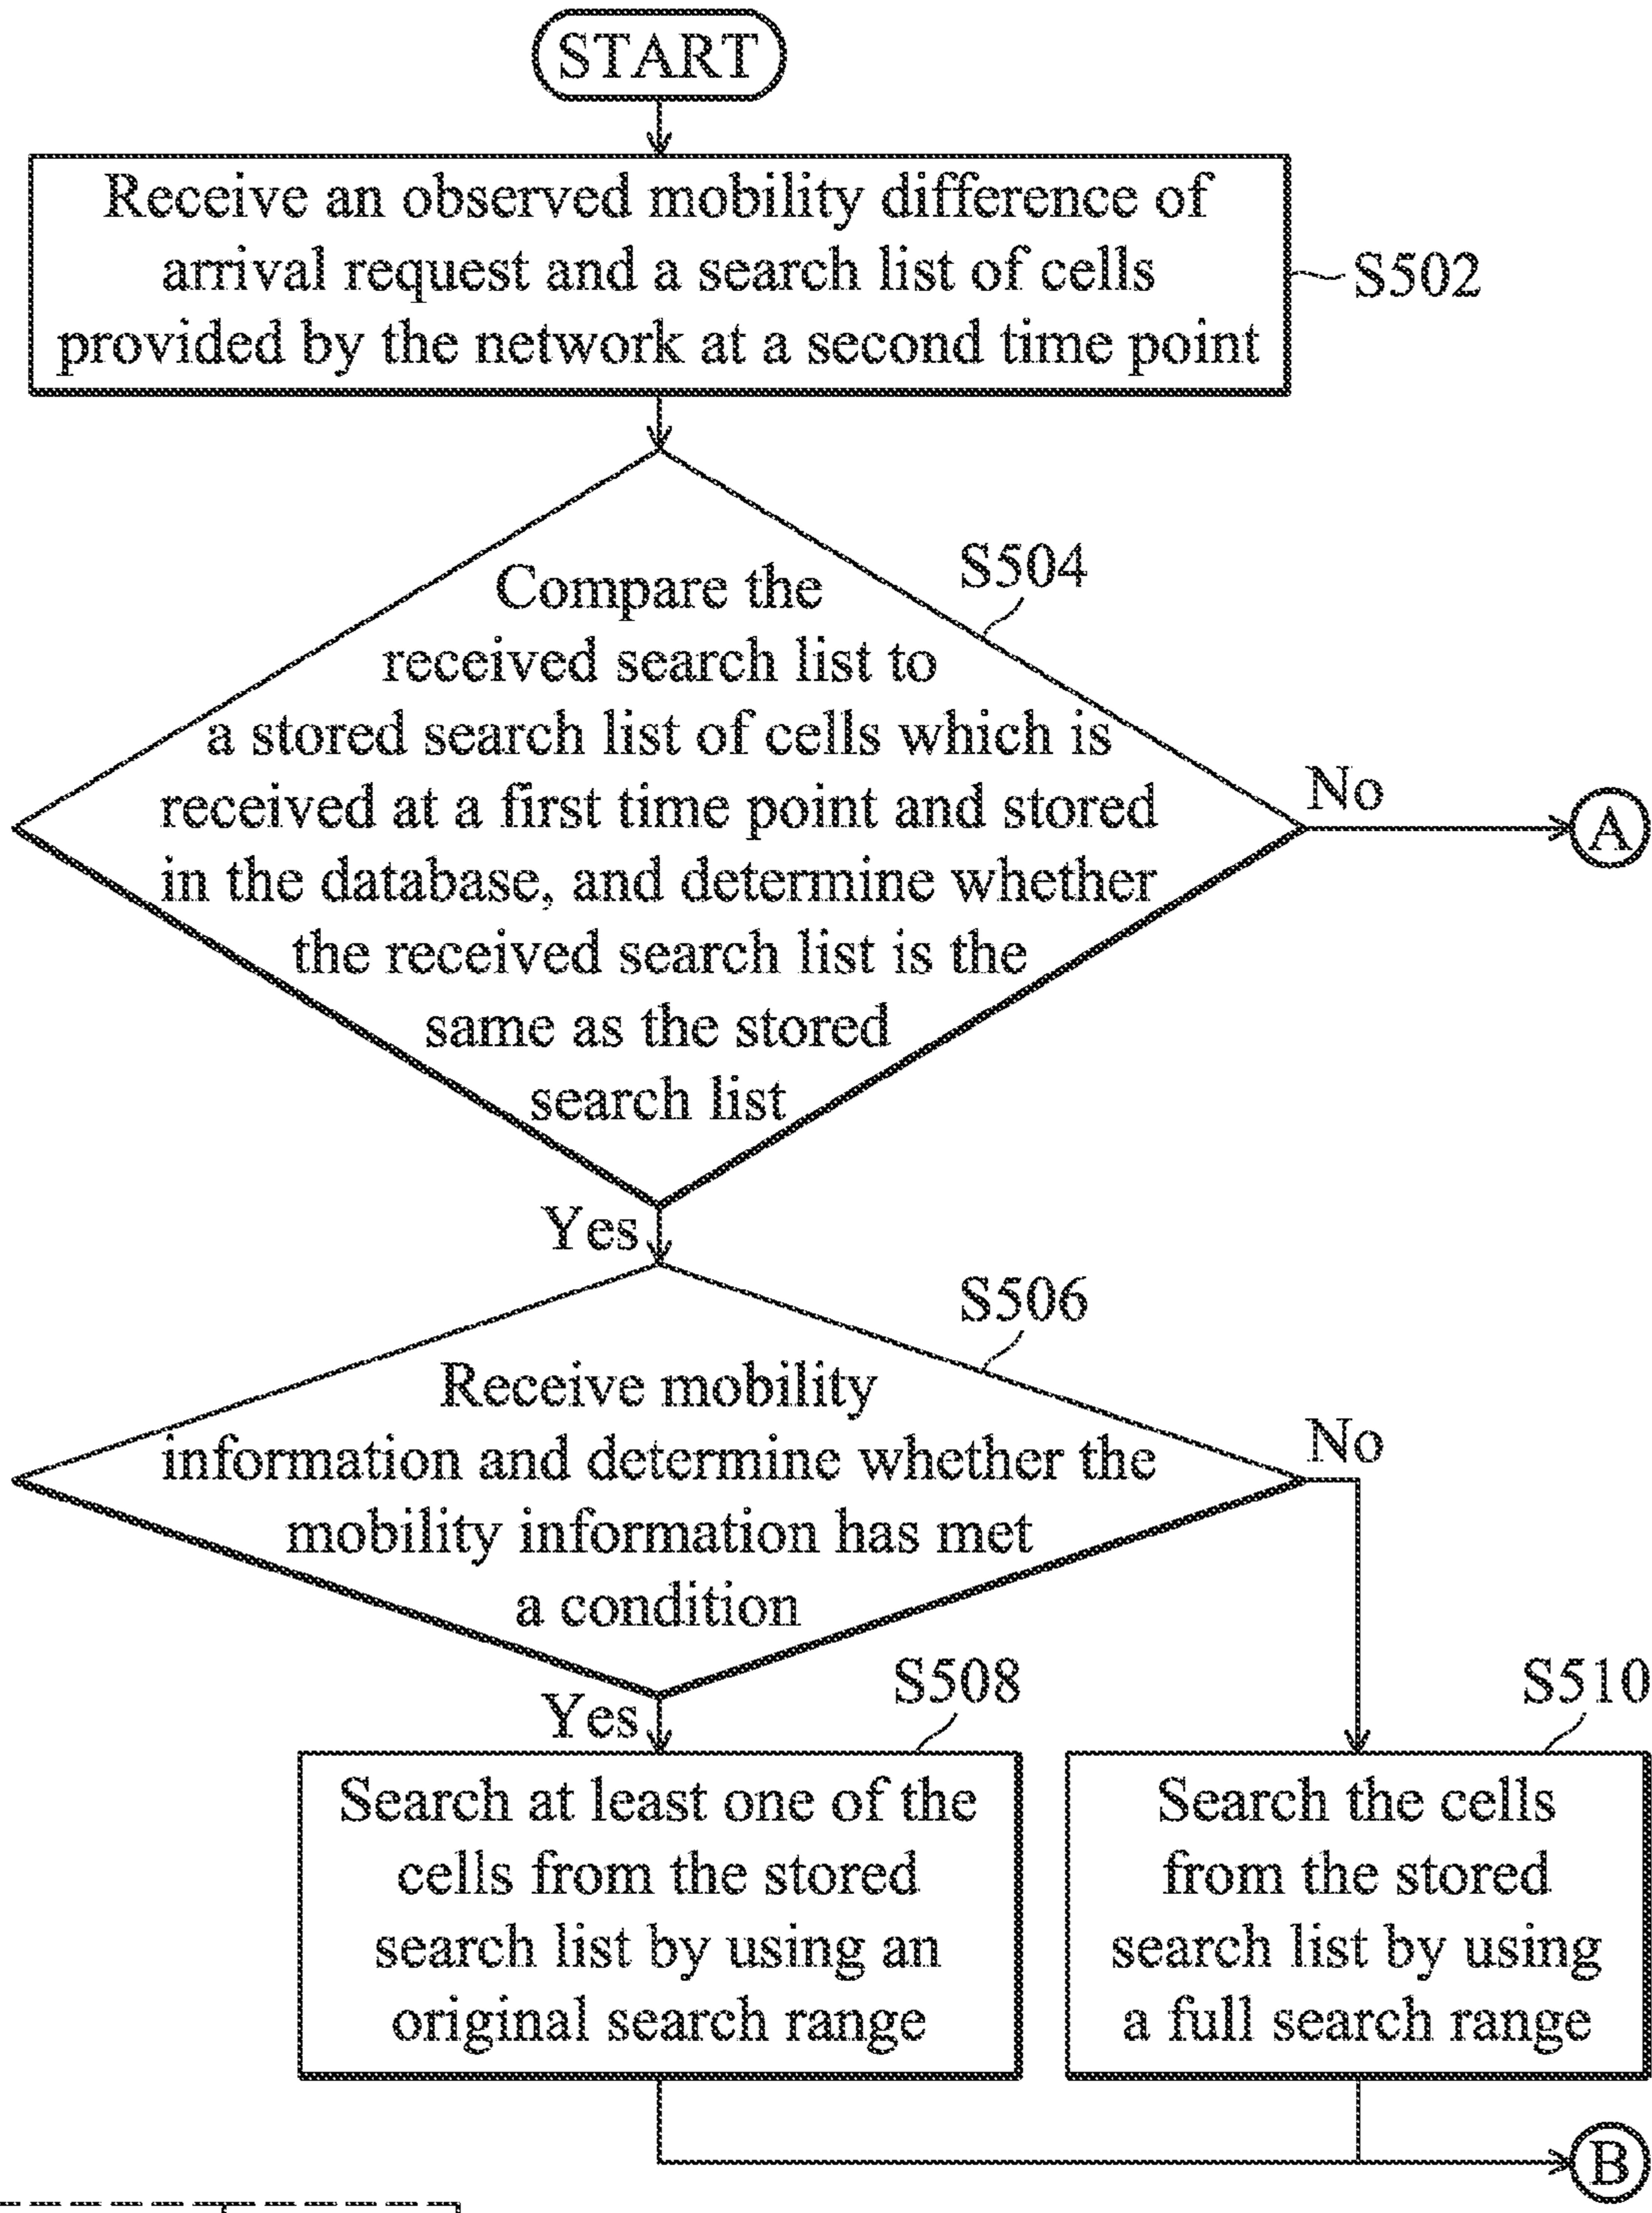 START
Receive an observed mobility difference of
arrival request and a search list of cells
provided by the network at a second time point
S502
S504
Compare the
received search list to
a stored search list of cells which is
received at a first time point and stored
in the database, and determine whether
the received search list is the
same as the stored
search list
No
A
Yes
S506
Receive mobility
information and determine whether the
mobility information has met
a condition
No
Yes
S508
Search at least one of the
cells from the stored
search list by using an
original search range
S510
Search the cells
from the stored
search list by using
a full search range
B